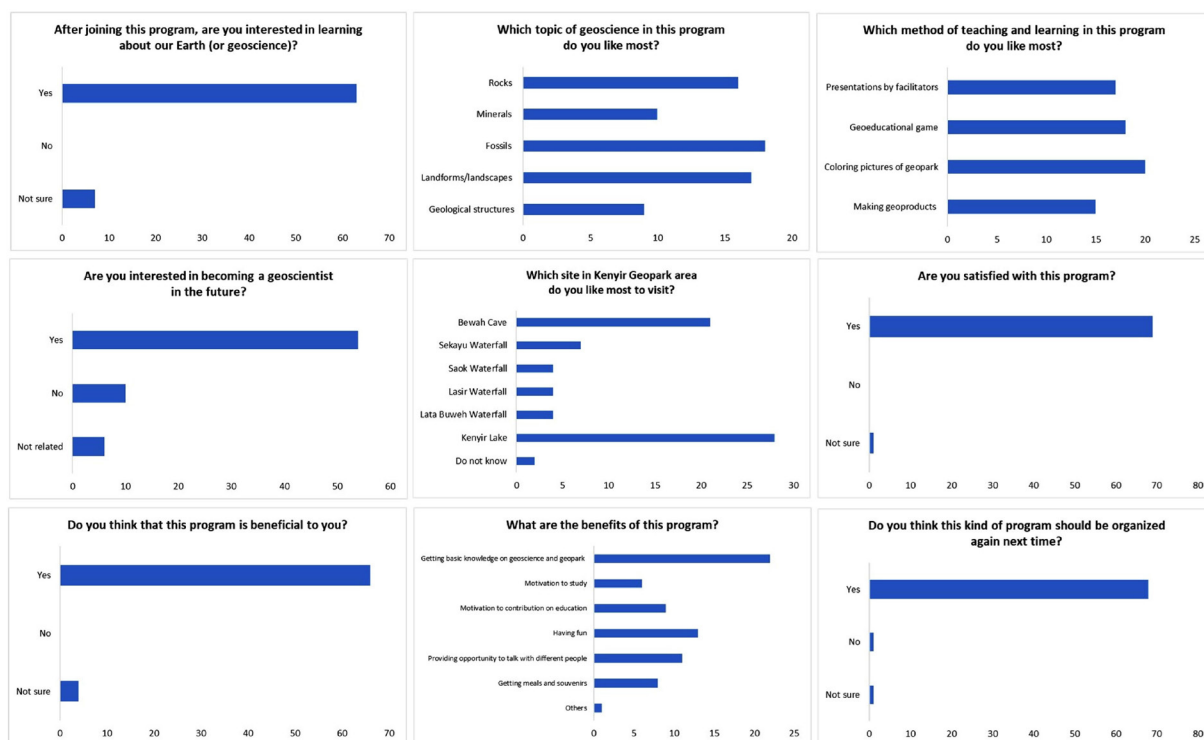 After joining this program, are you interested in learning
about our Earth (or geoscience)?
Yes
No
Not sure
0 10 20 30 40 50 60 70
Which topic of geoscience in this program
do you like most?
Rocks
Minerals
Fossils
Landforms/landscapes
Geological structures
0 5 10 15 20
Which method of teaching and learning in this program
do you like most?
Presentations by facilitators
Geoeducational game
Coloring pictures of geopark
Making geoproducts
0 5 10 15 20 25
Are you interested in becoming a geoscientist
in the future?
Yes
No
Not related
0 10 20 30 40 50 60
Which site in Kenyir Geopark area
do you like most to visit?
Bewah Cave
Sekayu Waterfall
Saok Waterfall
Lasir Waterfall
Lata Buweh Waterfall
Kenyir Lake
Do not know
0 5 10 15 20 25 30
Are you satisfied with this program?
Yes
No
Not sure
0 10 20 30 40 50 60 70 80
Do you think that this program is beneficial to you?
Yes
No
Not sure
0 10 20 30 40 50 60 70
What are the benefits of this program?
Getting basic knowledge on geoscience and geopark
Motivation to study
Motivation to contribution on education
Having fun
Providing opportunity to talk with different people
Getting meals and souvenirs
Others
0 5 10 15 20 25
Do you think this kind of program should be organized
again next time?
Yes
No
Not sure
0 10 20 30 40 50 60 70 80